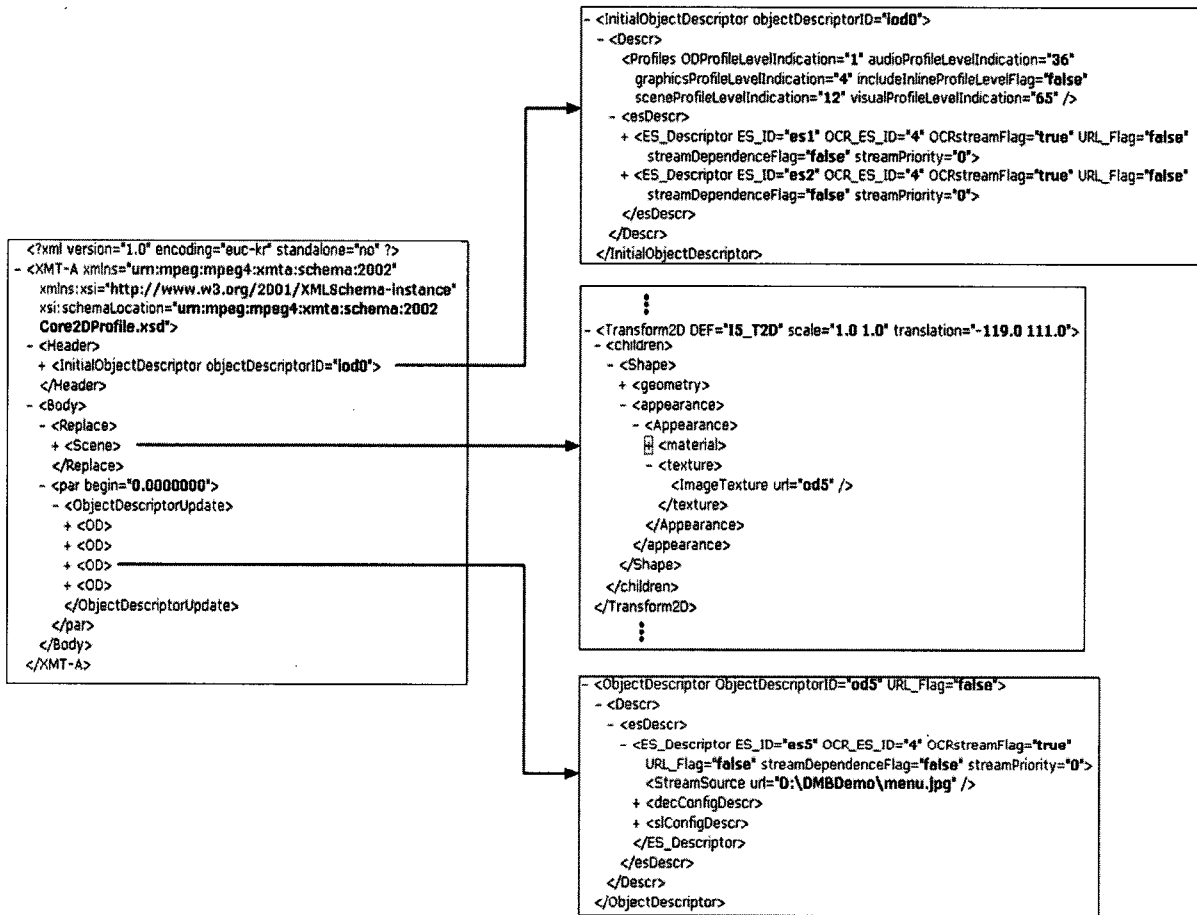 <?xml version="1.0" encoding="euc-kr" standalone="no" ?>
- <XMT-A xmlns="urn:mpeg:mpeg4:xmta:schema:2002"
xmlns:xsi="http://www.w3.org/2001/XMLSchema-instance"
xsi:schemaLocation="urn:mpeg:mpeg4:xmta:schema:2002
Core2DProfile.xsd">
- <Header>
+ <InitialObjectDescriptor objectDescriptorID="iod0">
</Header>
- <Body>
- <Replace>
+ <Scene>
</Replace>
- <par begin="0.0000000">
- <ObjectDescriptorUpdate>
+ <OD>
+ <OD>
+ <OD>
+ <OD>
</ObjectDescriptorUpdate>
</par>
</Body>
</XMT-A>
- <InitialObjectDescriptor objectDescriptorID="iod0">
- <Descr>
<Profiles ODProfileLevelIndication="1" audioProfileLevelIndication="36"
graphicsProfileLevelIndication="4" includeInlineProfileLevelFlag="false"
sceneProfileLevelIndication="12" visualProfileLevelIndication="65" />
- <esDescr>
+ <ES_Descriptor ES_ID="es1" OCR_ES_ID="4" OCRstreamFlag="true" URL_Flag="false"
streamDependenceFlag="false" streamPriority="0">
+ <ES_Descriptor ES_ID="es2" OCR_ES_ID="4" OCRstreamFlag="true" URL_Flag="false"
streamDependenceFlag="false" streamPriority="0">
</esDescr>
</Descr>
</InitialObjectDescriptor>
- <Transform2D DEF="I5_T2D" scale="1.0 1.0" translation="-119.0 111.0">
- <children>
- <Shape>
+ <geometry>
- <appearance>
- <Appearance>
+ <material>
- <texture>
<ImageTexture url="od5" />
</texture>
</Appearance>
</appearance>
</Shape>
</children>
</Transform2D>
- <ObjectDescriptor ObjectDescriptorID="od5" URL_Flag="false">
- <Descr>
- <esDescr>
- <ES_Descriptor ES_ID="es5" OCR_ES_ID="4" OCRstreamFlag="true"
URL_Flag="false" streamDependenceFlag="false" streamPriority="0">
<StreamSource url="D:\DMBDemo\menu.jpg" />
+ <decConfigDescr>
+ <slConfigDescr>
</ES_Descriptor>
</esDescr>
</Descr>
</ObjectDescriptor>